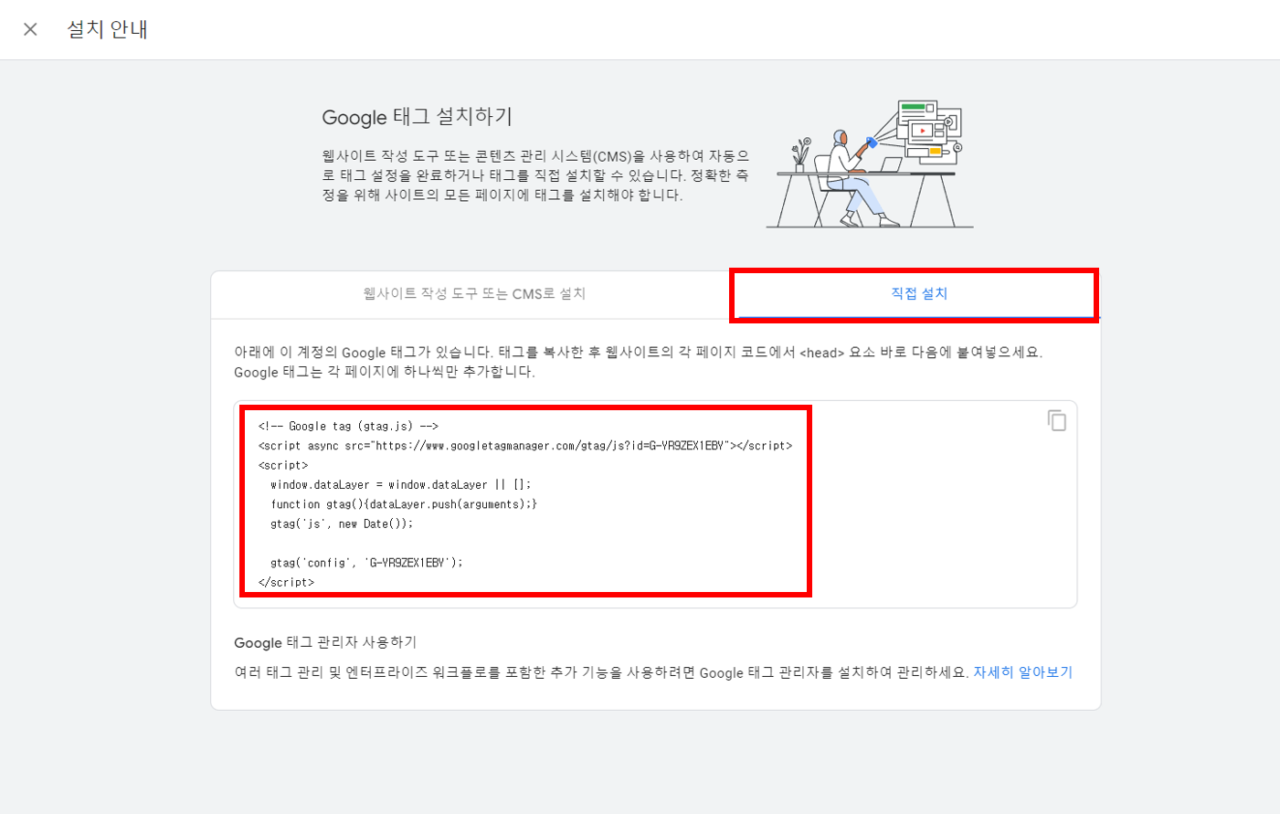 설치 안내
Google 태그 설치하기
웹사이트 작성 도구 또는 콘텐츠 관리 시스템(CMS)을 사용하여 자동으
로 태그 설정을 완료하거나 태그를 직접 설치할 수 있습니다. 정확한 측
정을 위해 사이트의 모든 페이지에 태그를 설치해야 합니다.
웹사이트 작성 도구 또는 CMS로 설치
직접 설치
아래에 이 계정의 Google 태그가 있습니다. 태그를 복사한 후 웹사이트의 각 페이지 코드에서 <head> 요소 바로 다음에 붙여넣으세요.
Google 태그는 각 페이지에 하나씩만 추가합니다.
<!-- Google tag (gtag.js) -->
<script async src="https://www.googletagmanager.com/gtag/js?id=G-YR9ZEX1EBY"></script>
<script>
window.dataLayer = window.dataLayer || [];
function gtag(){dataLayer.push(arguments);}
gtag('js', new Date());
gtag('config', 'G-YR9ZEX1EBY');
</script>
Google 태그 관리자 사용하기
여러 태그 관리 및 엔터프라이즈 워크플로를 포함한 추가 기능을 사용하려면 Google 태그 관리자를 설치하여 관리하세요. 자세히 알아보기